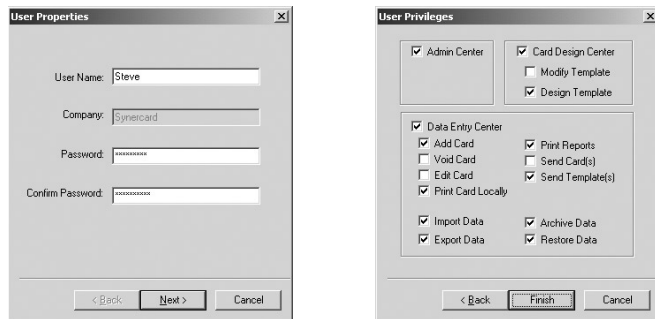 User Properties
User Name: Steve
Company: Synercard
Password: xxxxxxxxx
Confirm Password: xxxxxxxxxx
< Back Next > Cancel
User Privileges
Admin Center
Card Design Center
Modify Template
Design Template
Data Entry Center
Add Card
Print Reports
Void Card
Send Card(s)
Edit Card
Send Template(s)
Print Card Locally
Import Data
Archive Data
Export Data
Restore Data
< Back Finish Cancel